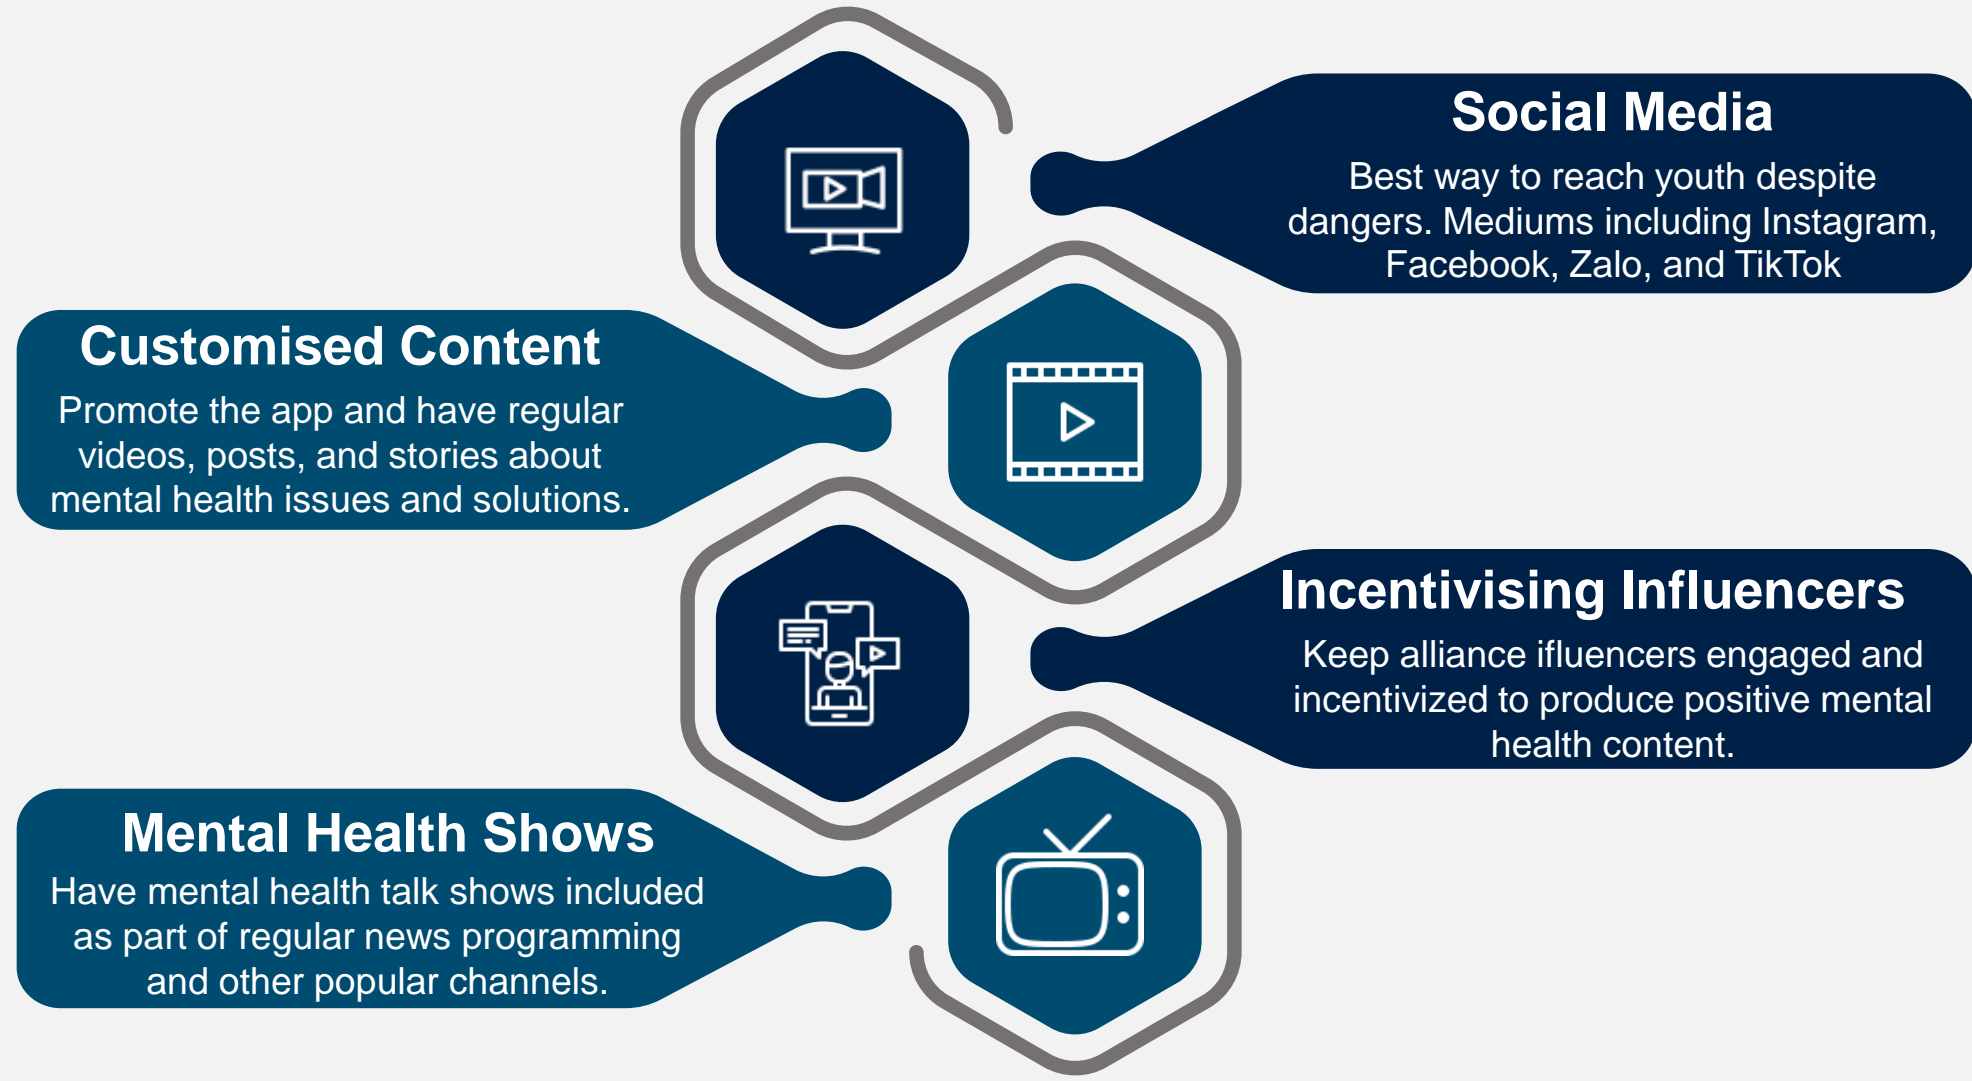 Social Media
Best way to reach youth despite
dangers. Mediums including Instagram,
Facebook, Zalo, and TikTok
Customised Content
Promote the app and have regular
videos, posts, and stories about
mental health issues and solutions.
Incentivising Influencers
Keep alliance ifluencers engaged and
incentivized to produce positive mental
health content.
Mental Health Shows
Have mental health talk shows included
as part of regular news programming
and other popular channels.